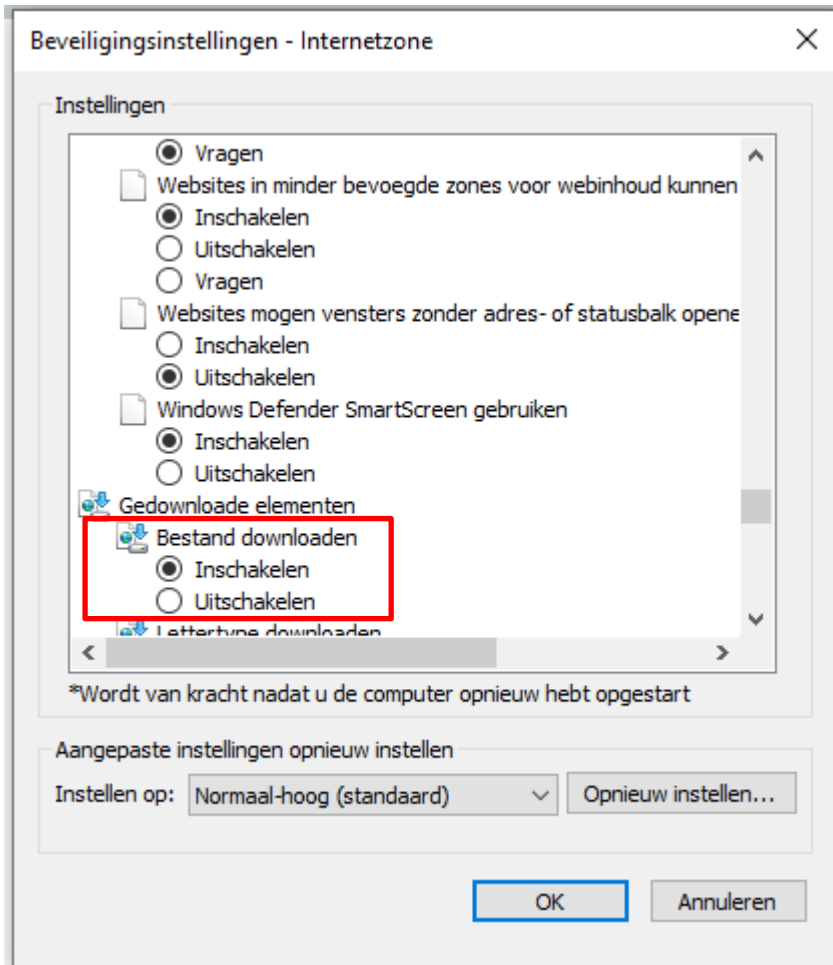 Beveiligingsinstellingen - Internetzone
Instellingen
Vragen
Websites in minder bevoegde zones voor webinhoud kunnen
Inschakelen
Uitschakelen
Vragen
Websites mogen vensters zonder adres- of statusbalk opene
Inschakelen
Uitschakelen
Windows Defender SmartScreen gebruiken
Inschakelen
Uitschakelen
Gedownloade elementen
Bestand downloaden
Inschakelen
Uitschakelen
Lettertype downloaden
*Wordt van kracht nadat u de computer opnieuw hebt opgestart
Aangepaste instellingen opnieuw instellen
Instellen op: Normaal-hoog (standaard) Opnieuw instellen...
OK Annuleren